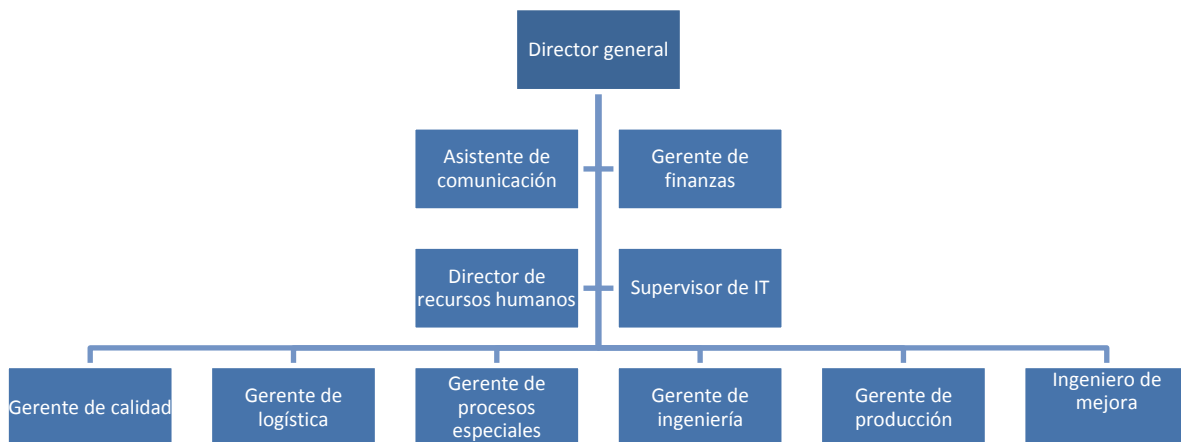 Director general
Asistente de
comunicación
Gerente de
finanzas
Director de
recursos humanos
Supervisor de IT
Gerente de calidad
Gerente de
logística
Gerente de
procesos
especiales
Gerente de
ingeniería
Gerente de
producción
Ingeniero de
mejora